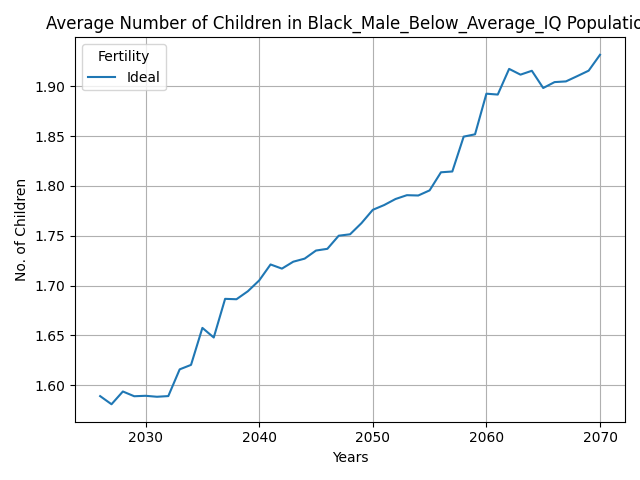 Average Number of Children in Black_Male_Below_Average_IQ Populatio
Fertility
Ideal
No. of Children
1.90
1.85
1.80
1.75
1.70
1.65
1.60
2030 2040 2050 2060 2070
Years